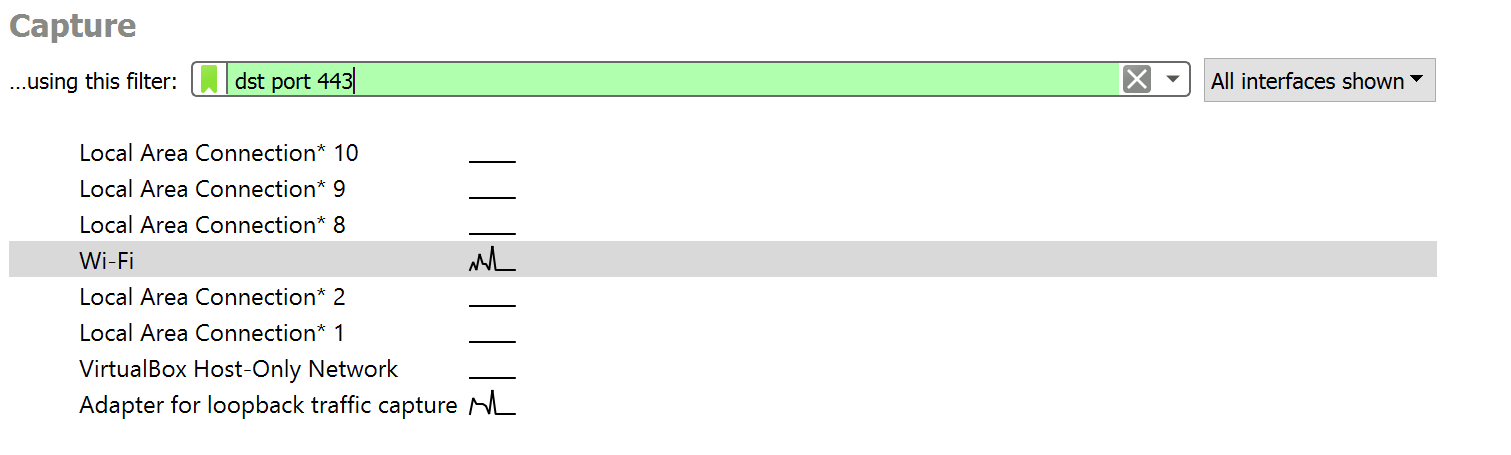 Capture
...using this filter: dst port 443 All interfaces shown
Local Area Connection* 10
Local Area Connection* 9
Local Area Connection* 8
Wi-Fi
Local Area Connection* 2
Local Area Connection* 1
VirtualBox Host-Only Network
Adapter for loopback traffic capture